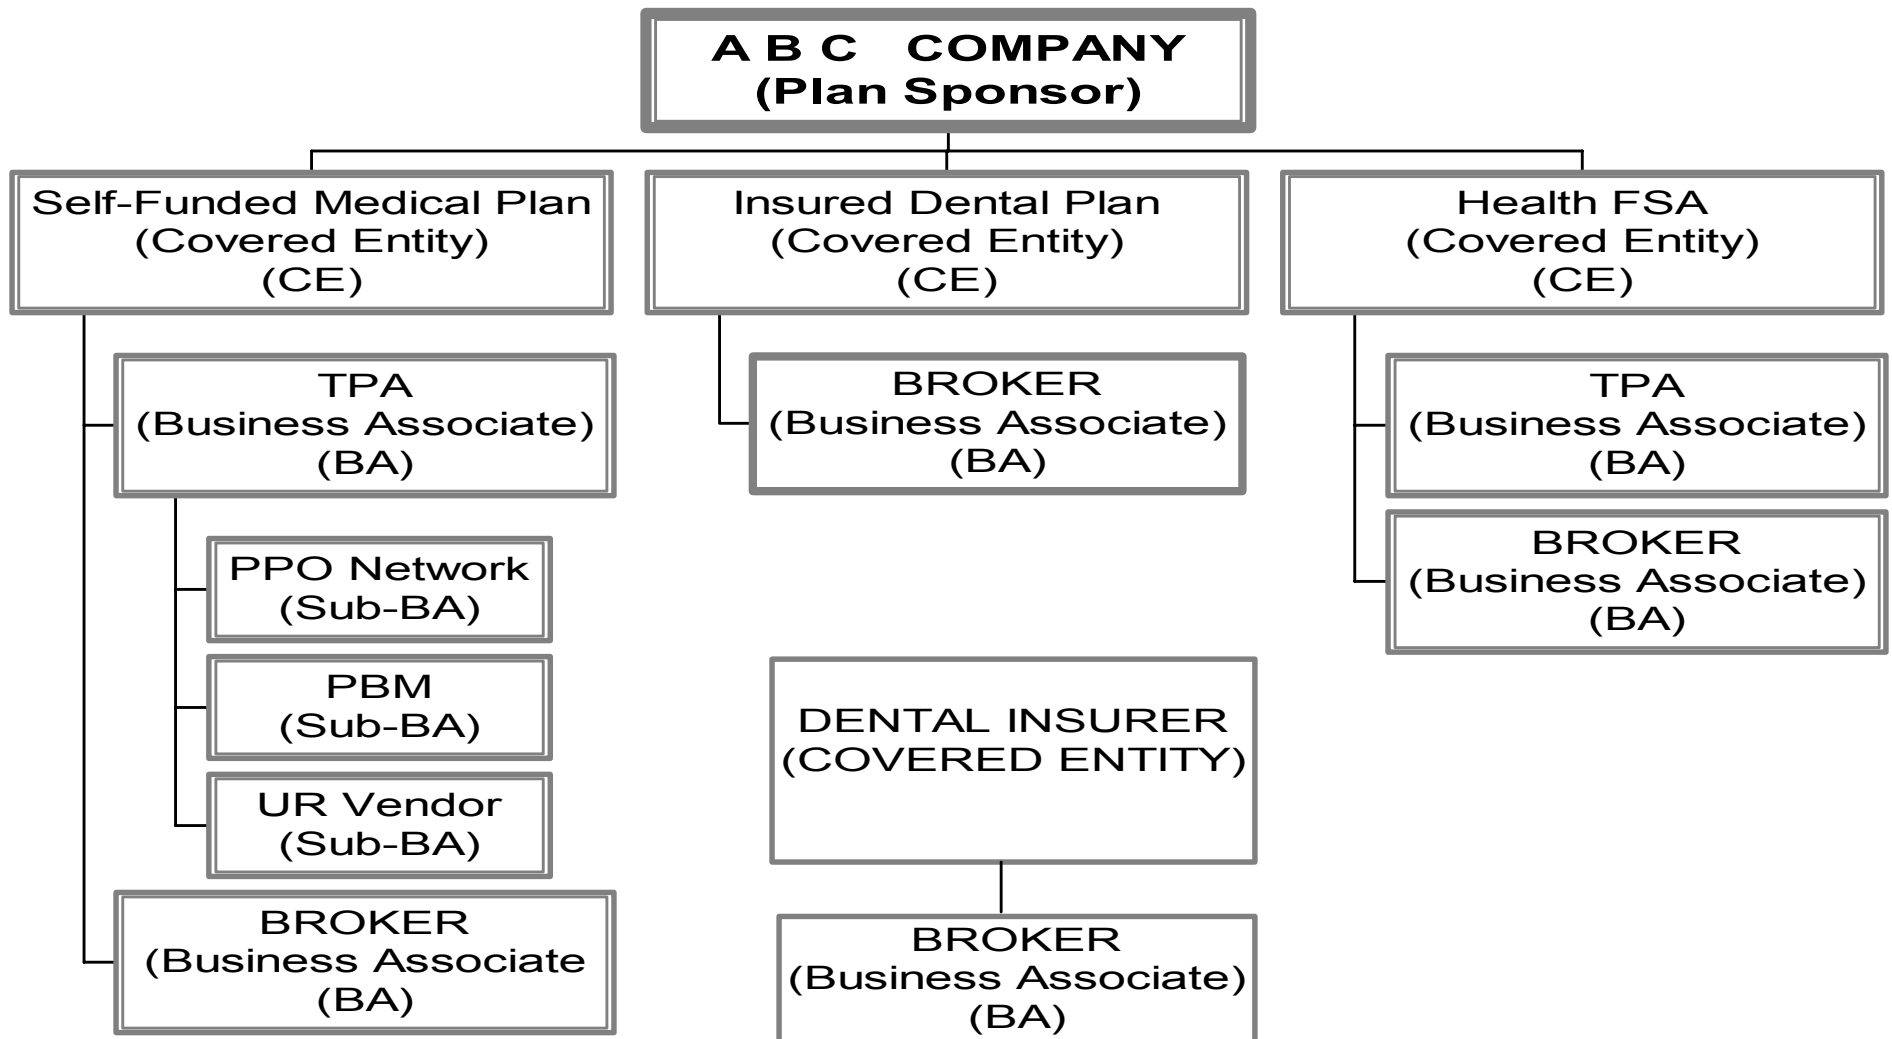 A B C COMPANY
(Plan Sponsor)
Self-Funded Medical Plan
(Covered Entity)
(CE)
Insured Dental Plan
(Covered Entity)
(CE)
Health FSA
(Covered Entity)
(CE)
TPA
(Business Associate)
(BA)
PPO Network
(Sub-BA)
PBM
(Sub-BA)
UR Vendor
(Sub-BA)
BROKER
(Business Associate
(BA)
BROKER
(Business Associate)
(BA)
DENTAL INSURER
(COVERED ENTITY)
BROKER
(Business Associate)
(BA)
TPA
(Business Associate)
(BA)
BROKER
(Business Associate)
(BA)